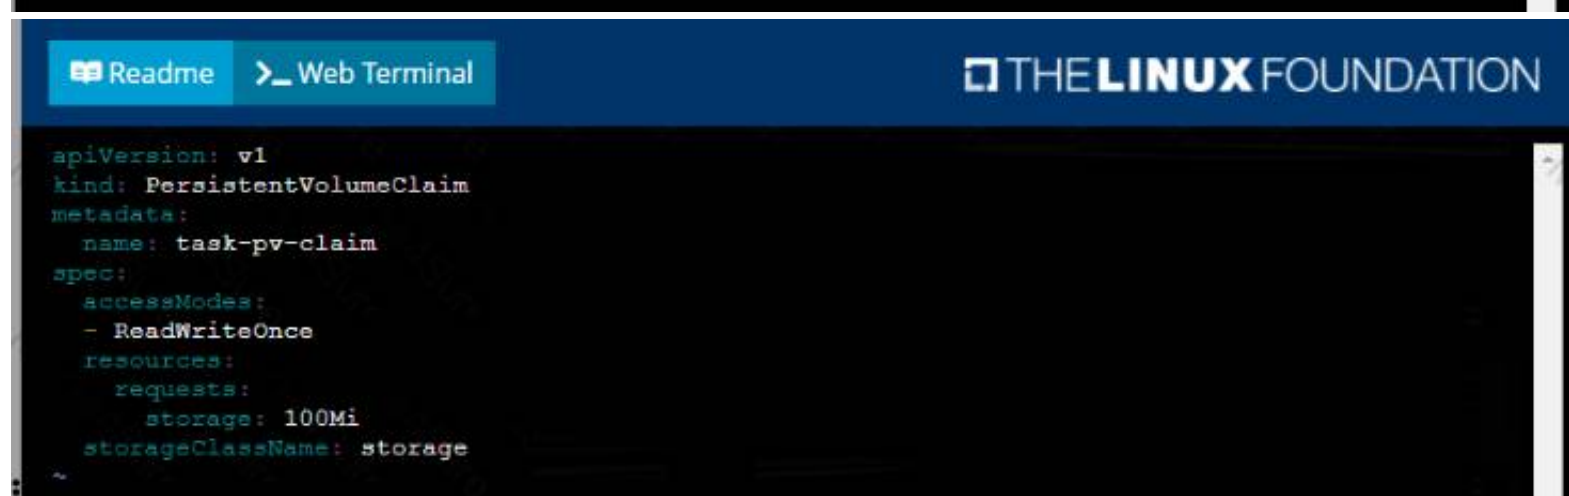 Readme >_ Web Terminal THE LINUX FOUNDATION
apiVersion: v1
kind: PersistentVolumeClaim
metadata:
  name: task-pv-claim
spec:
  accessModes:
  - ReadWriteOnce
  resources:
    requests:
      storage: 100Mi
  storageClassName: storage
~